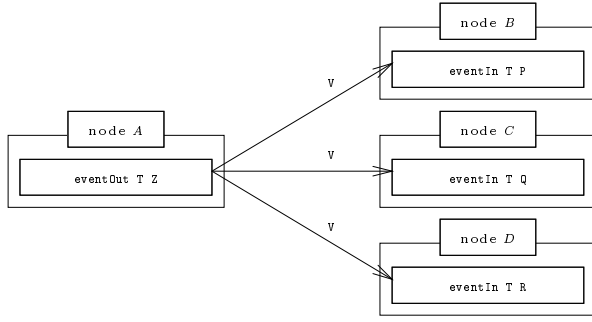 node B
eventIn T P
V
node A
eventOut T Z
V
node C
eventIn T Q
V
node D
eventIn T R